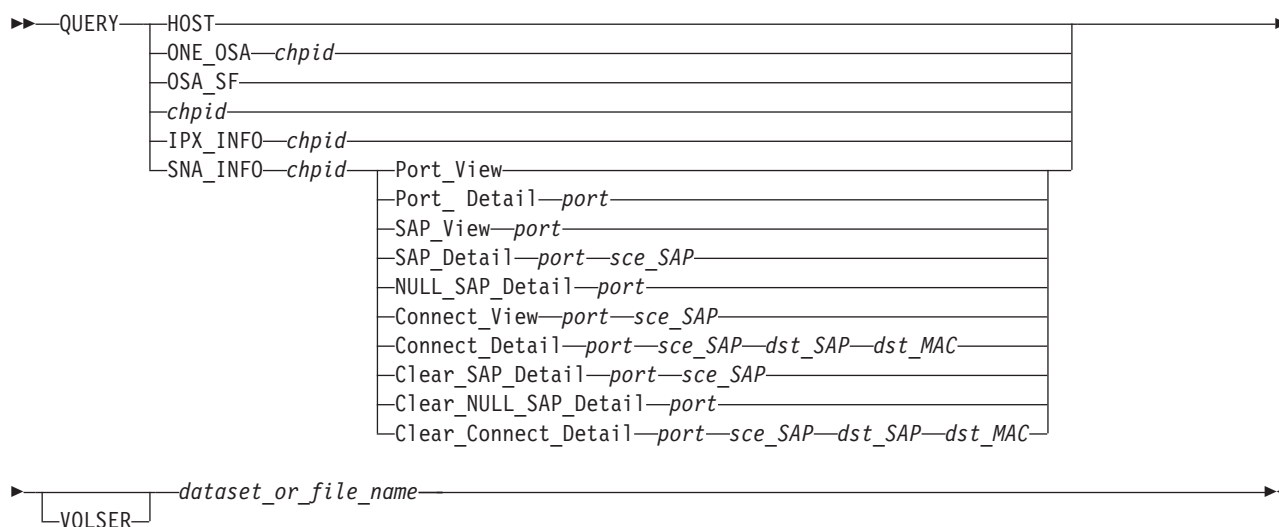 QUERY HOST
ONE_OSA chpid
OSA_SF
chpid
IPX_INFO chpid
SNA_INFO chpid Port_View
Port_ Detail port
SAP_View port
SAP_Detail port sce_SAP
NULL_SAP_Detail port
Connect_View port sce_SAP
Connect_Detail port sce_SAP dst_SAP dst_MAC
Clear_SAP_Detail port sce_SAP
Clear_NULL_SAP_Detail port
Clear_Connect_Detail port sce_SAP dst_SAP dst_MAC
dataset_or_file_name
VOLSER